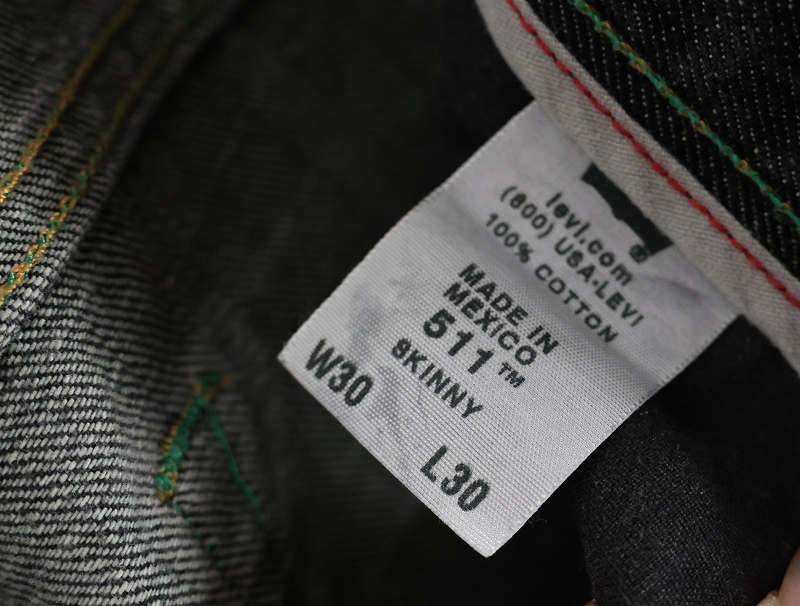 levi.com
(800) USA-LEVI
100% COTTON
MADE IN
MEXICO
511™
SKINNY
W30 L30